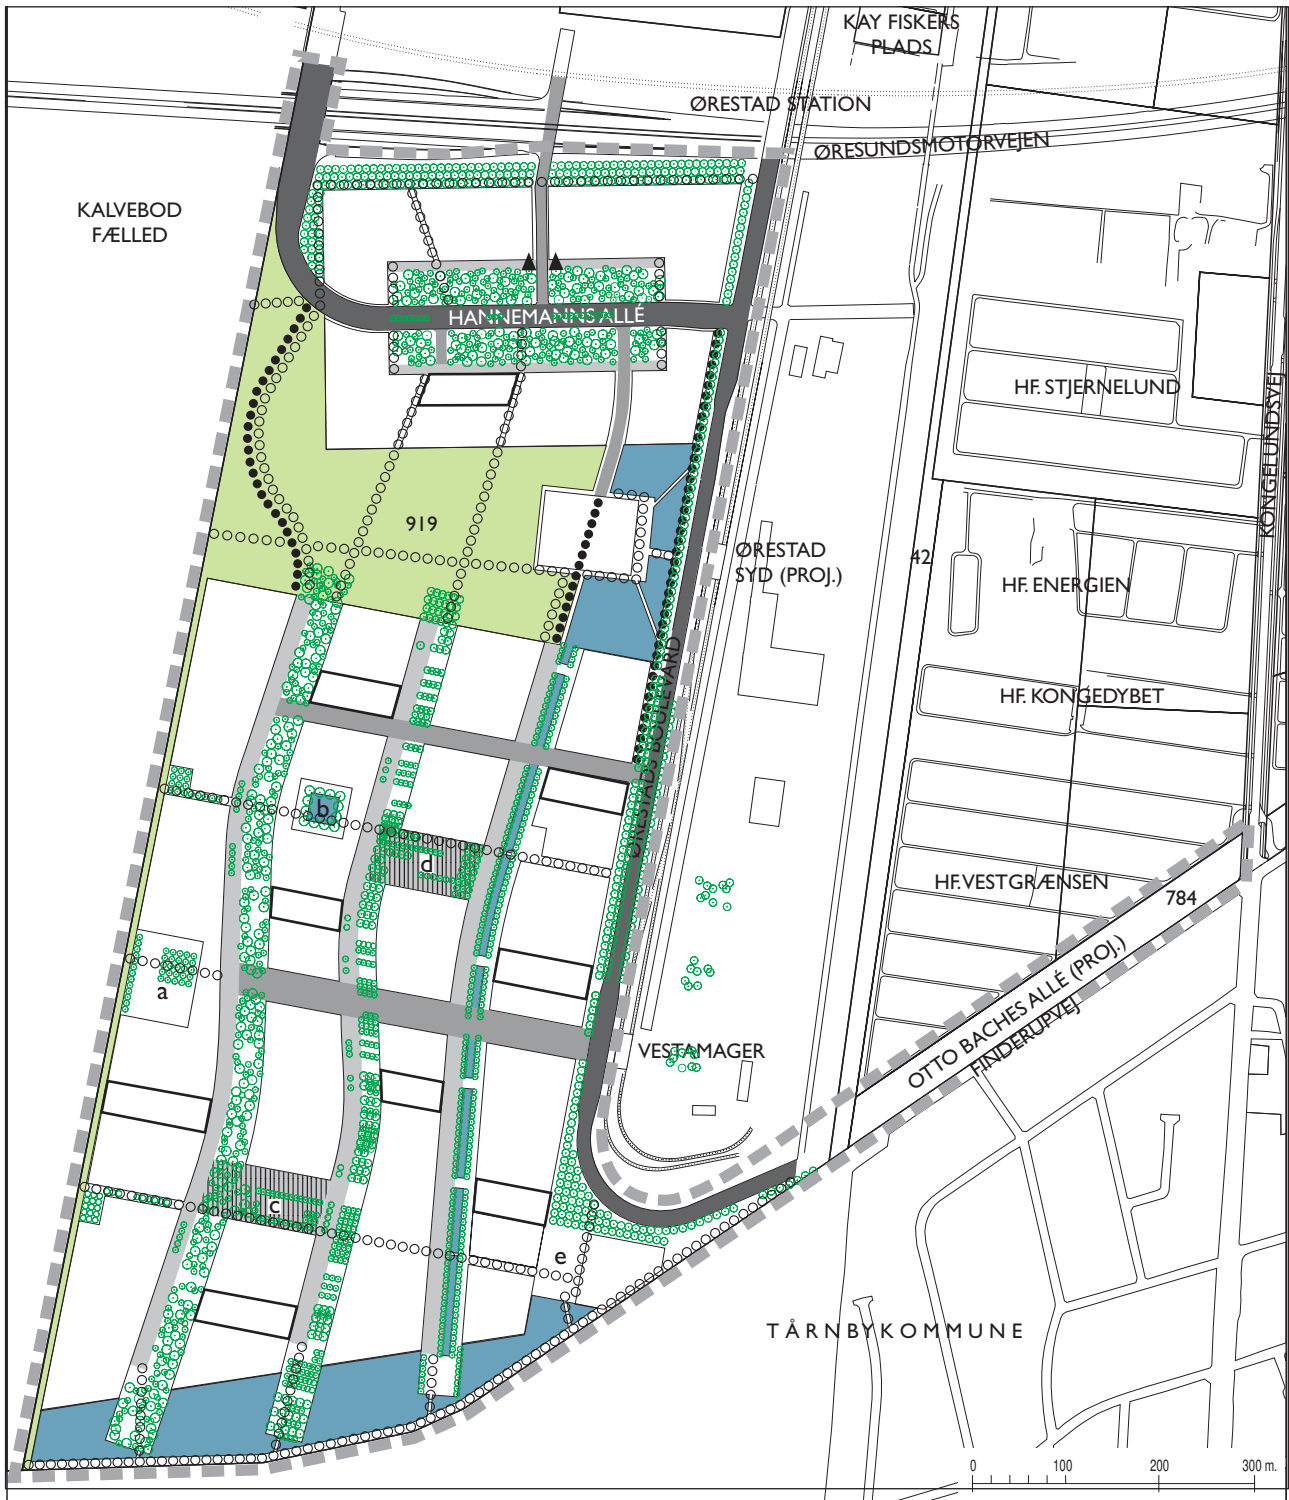 KAY FISKERS
PLADS
ØRESTAD STATION
ØRESUNDSMOTORVEJEN
KALVEBOD
FÆLLED
HANNEMANNS ALLÉ
HF. STJERNELUND
KONGELUNDSVEJ
919
ØRESTAD
SYD (PROJ.)
42
HF. ENERGIEN
HF. KONGEDYBET
ØRESTADS BOULEVARD
b
d
HF. VESTGRÆNSEN
784
a
OTTO BACHES ALLÉ (PROJ.)
FINDERUPVEJ
VESTAMAGER
c
e
TÅRNBY KOMMUNE
0 100 200 300 m.